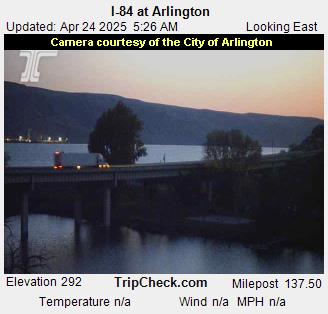 I-84 at Arlington
Updated: Apr 24 2025 5:26 AM Looking East
Camera courtesy of the City of Arlington
Elevation 292 TripCheck.com Milepost 137.50
Temperature n/a Wind n/a MPH n/a